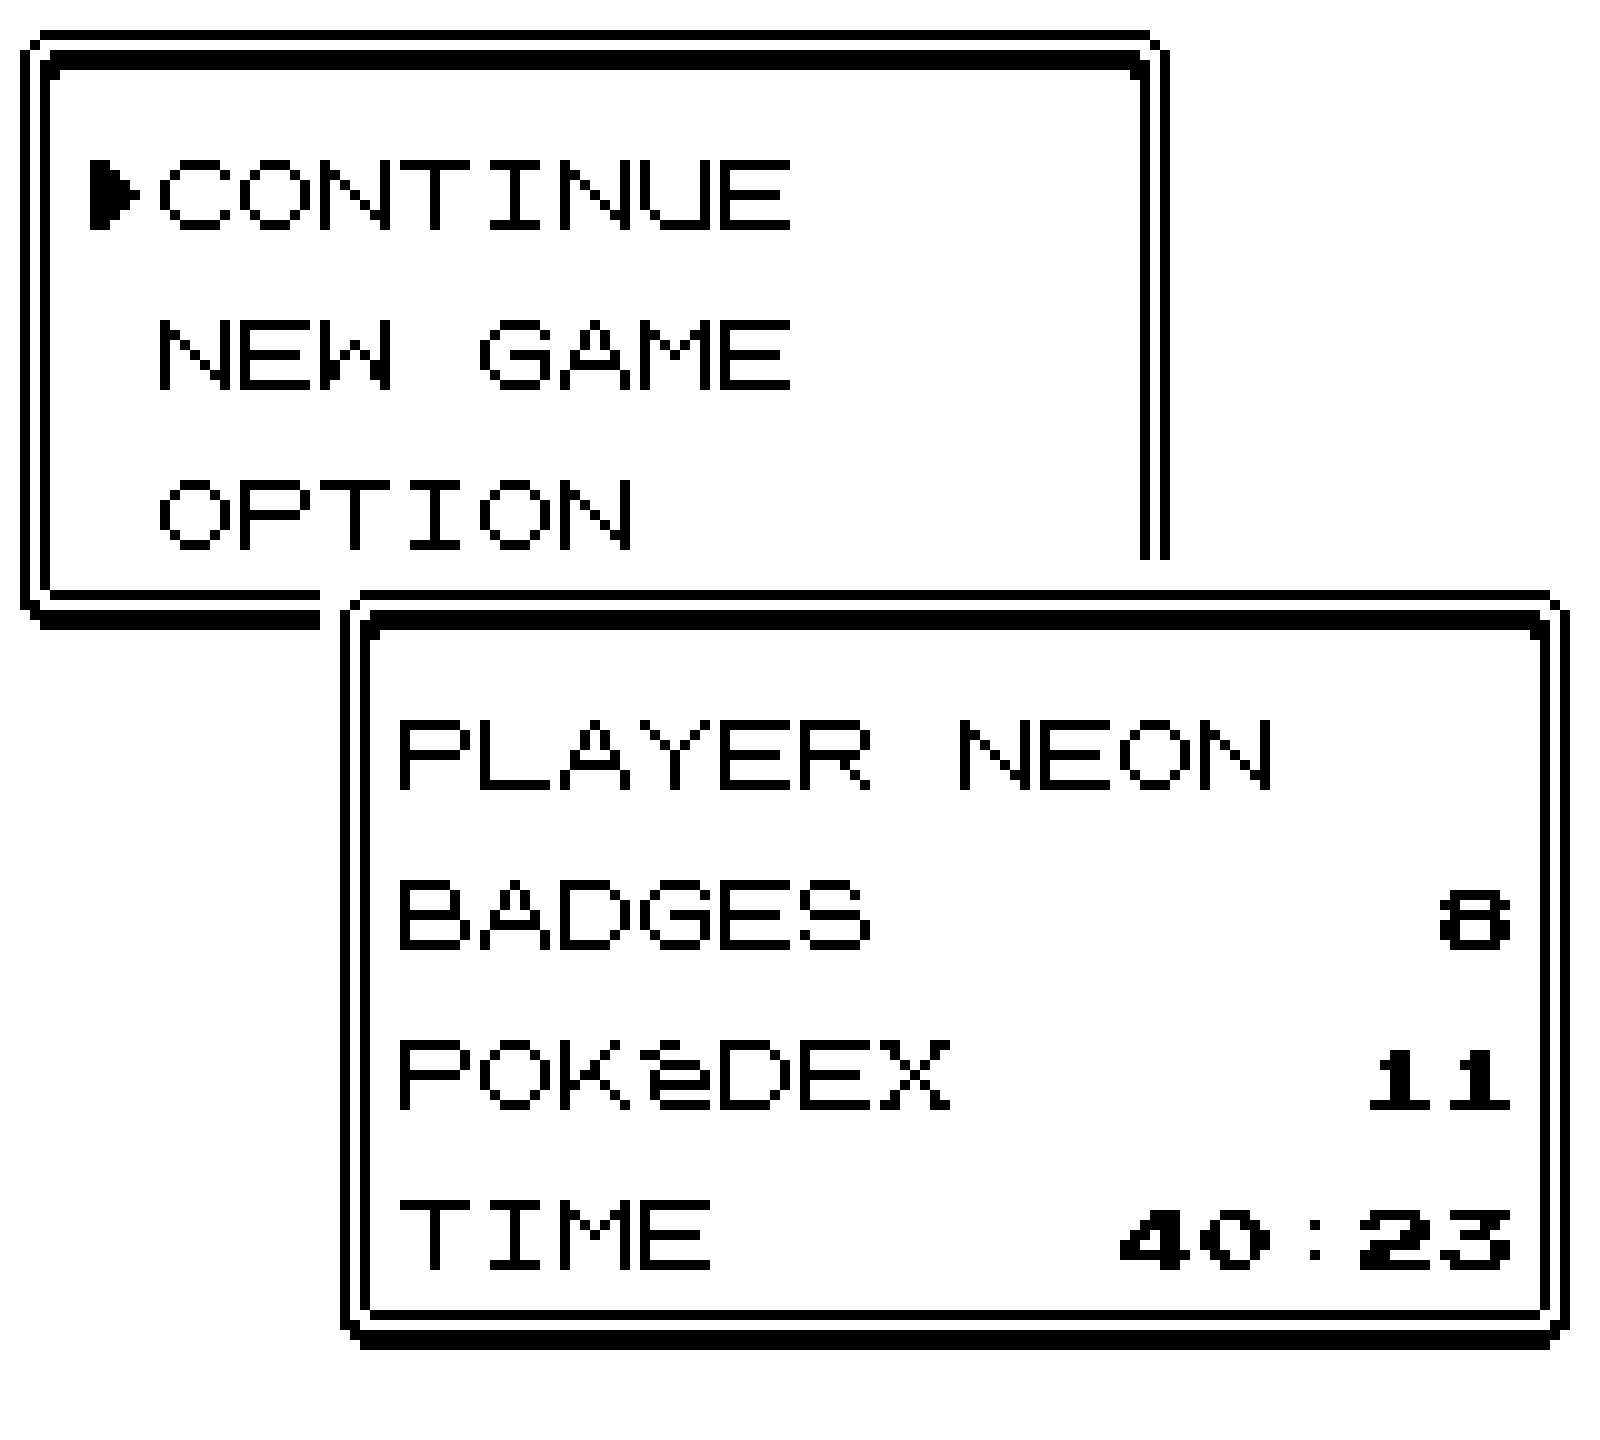 ▶CONTINUE
NEW GAME
OPTION
PLAYER NEON
BADGES 8
POKéDEX 11
TIME 40:23